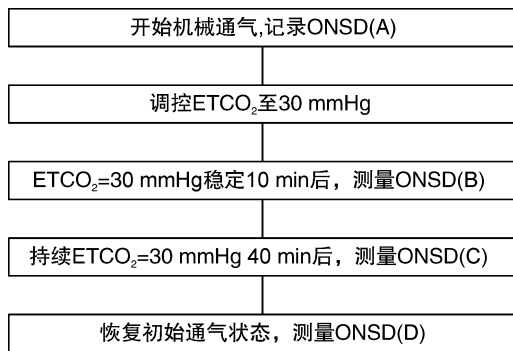 开始机械通气,记录ONSD(A)
调控ETCO₂至30 mmHg
ETCO₂=30 mmHg稳定10 min后，测量ONSD(B)
持续ETCO₂=30 mmHg 40 min后，测量ONSD(C)
恢复初始通气状态，测量ONSD(D)